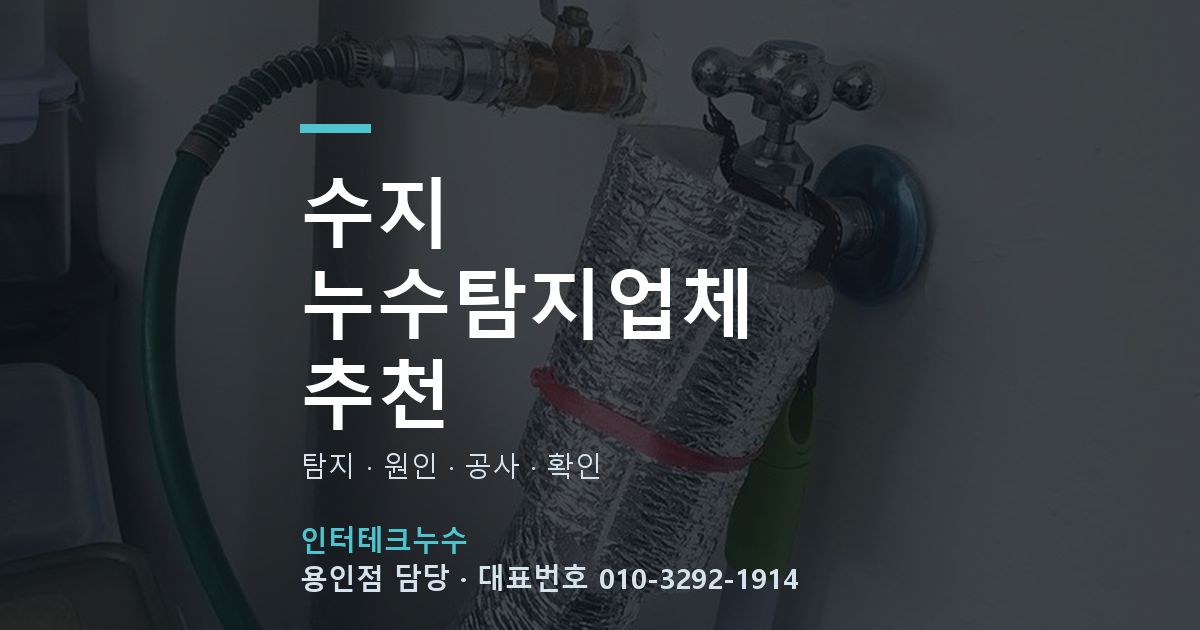 수지
누수탐지업체
추천
탐지 · 원인 · 공사 · 확인
인터테크누수
용인점 담당 · 대표번호 010-3292-1914